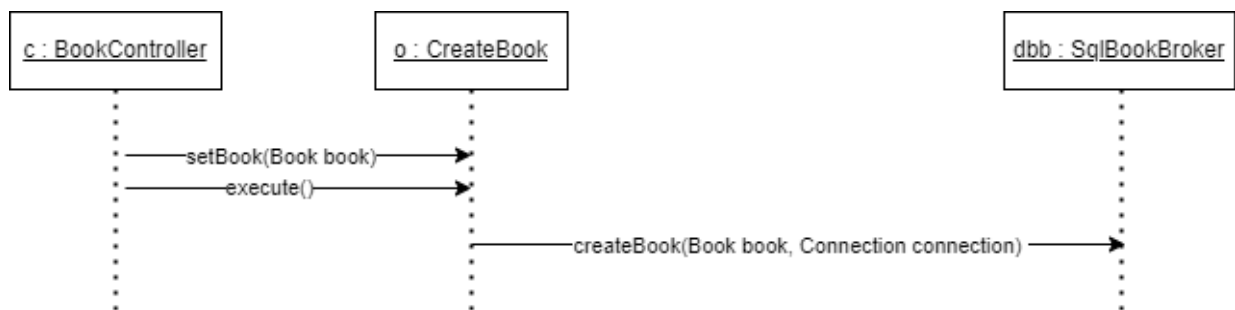 c : BookController
o : CreateBook
dbb : SqlBookBroker
setBook(Book book)
execute()
createBook(Book book, Connection connection)